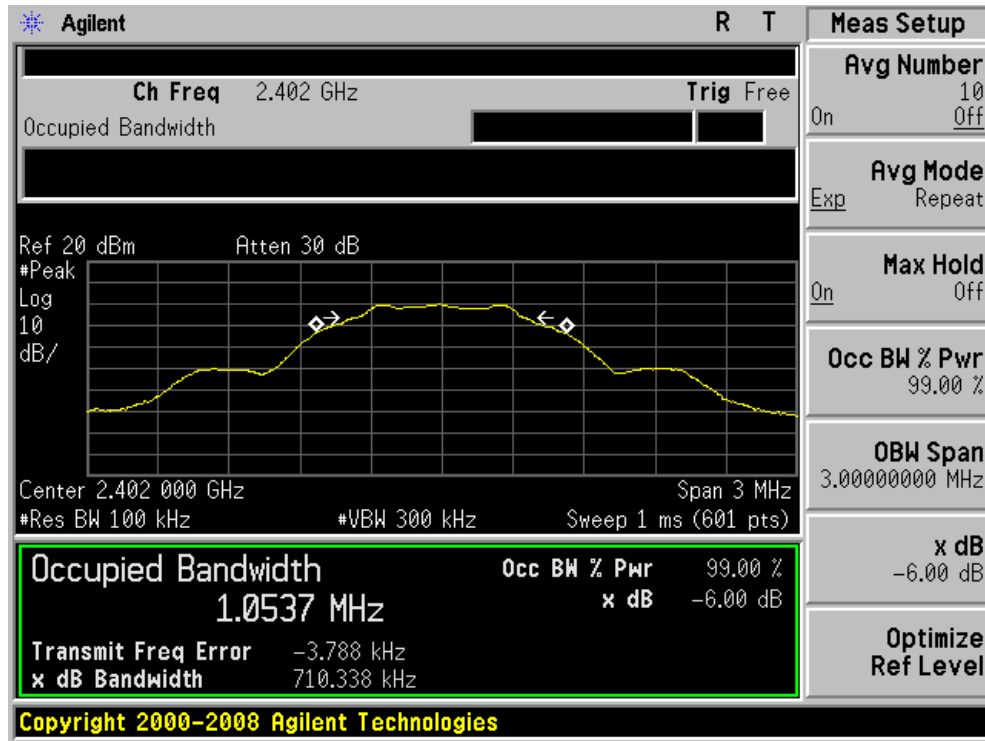 Agilent R T
Ch Freq 2.402 GHz Trig Free
Occupied Bandwidth
Ref 20 dBm Atten 30 dB
#Peak
Log
10
dB/
Center 2.402 000 GHz Span 3 MHz
#Res BW 100 kHz #VBW 300 kHz Sweep 1 ms (601 pts)
Occupied Bandwidth Occ BW % Pwr 99.00 %
1.0537 MHz x dB -6.00 dB
Transmit Freq Error -3.788 kHz
x dB Bandwidth 710.338 kHz
Copyright 2000-2008 Agilent Technologies
Meas Setup
Avg Number
10
On Off
Avg Mode
Exp Repeat
Max Hold
On Off
Occ BW % Pwr
99.00 %
OBW Span
3.00000000 MHz
x dB
-6.00 dB
Optimize
Ref Level